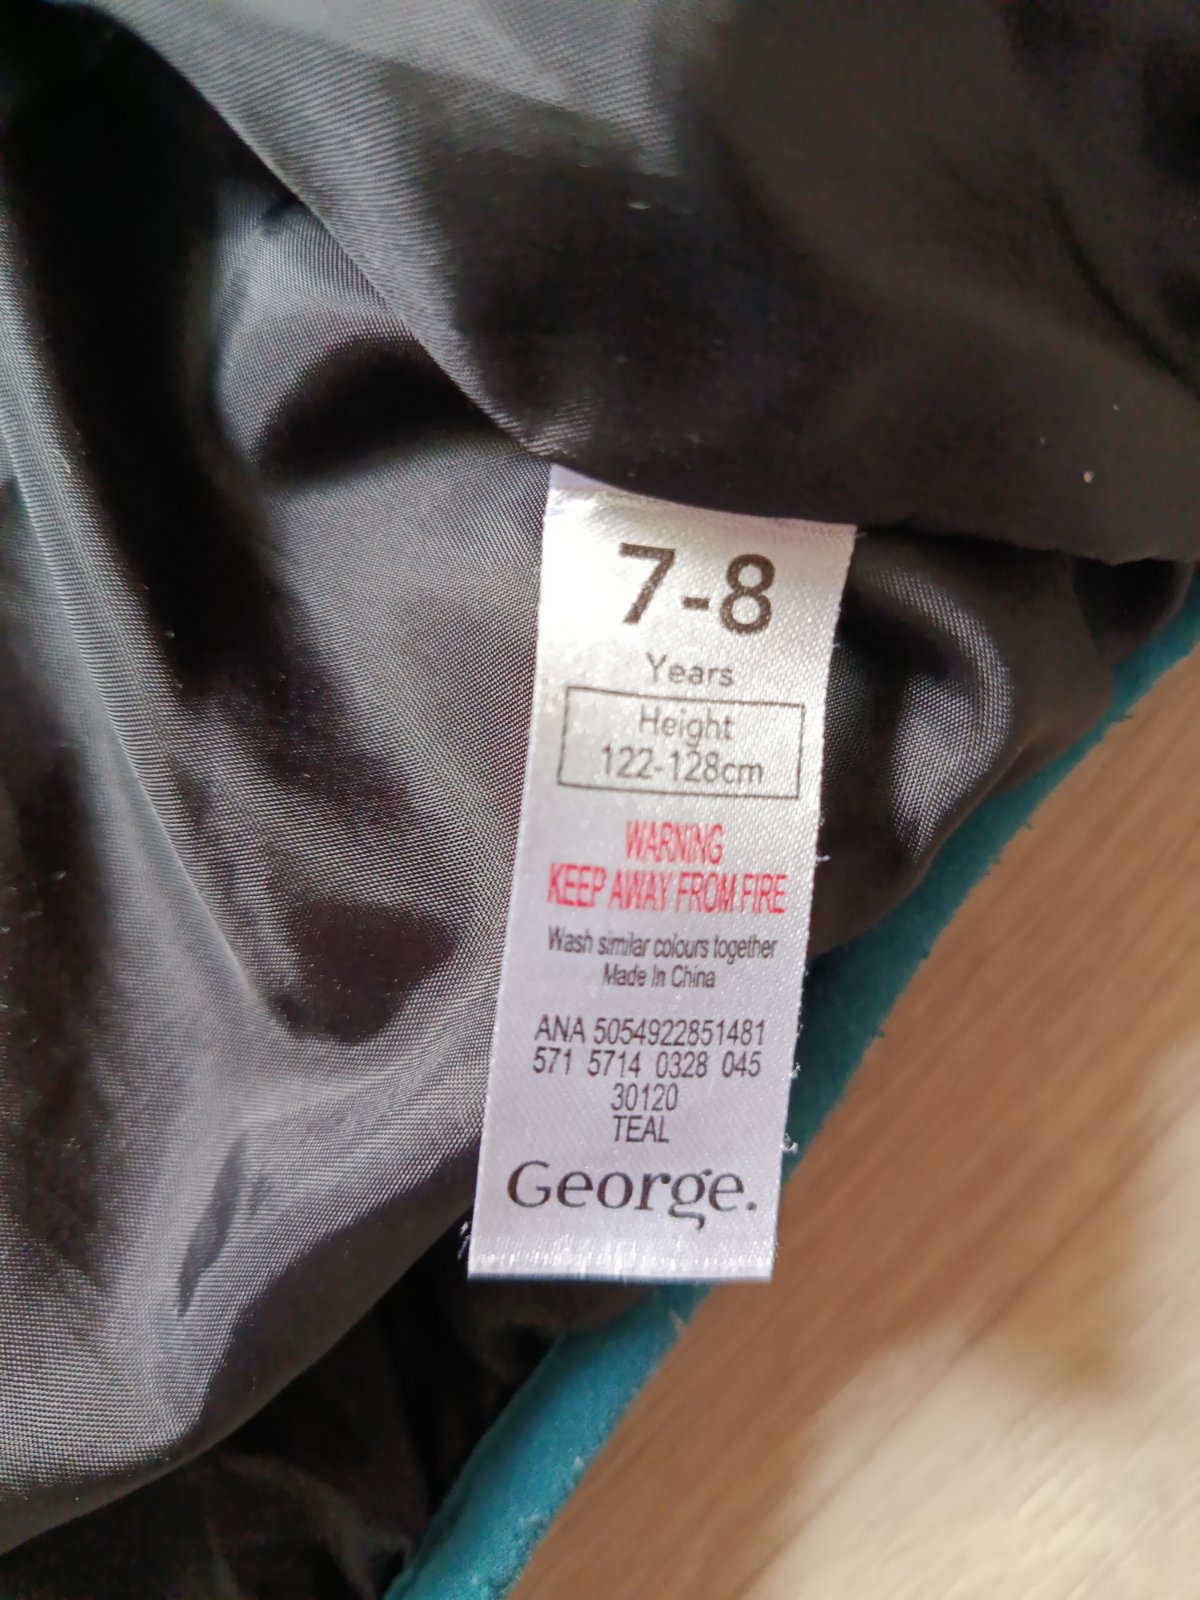 7-8
Years
Height
122-128cm
WARNING
KEEP AWAY FROM FIRE
Wash similar colours together
Made In China
ANA 5054922851481
571 5714 0328 045
30120
TEAL
George.